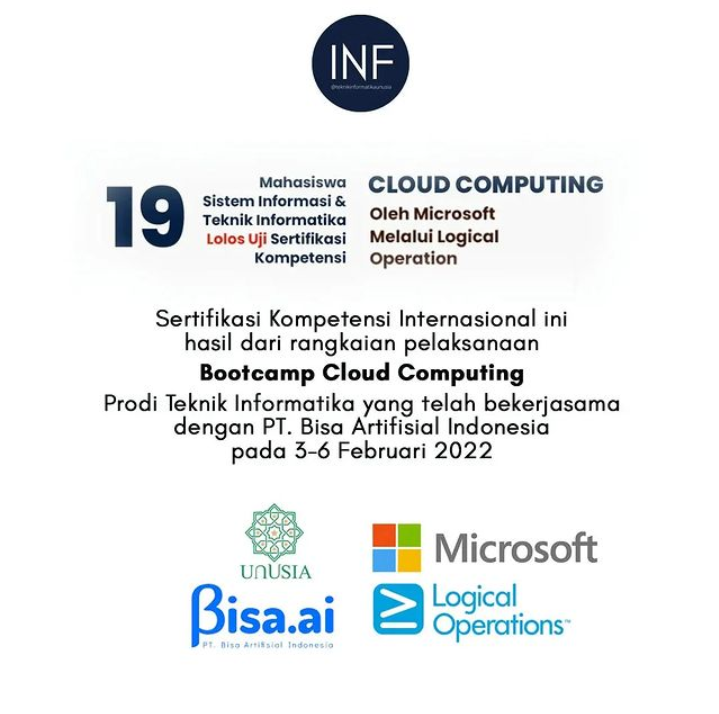 INF
@teknikinformatikaunusia
19
Mahasiswa
Sistem Informasi &
Teknik Informatika
Lolos Uji Sertifikasi
Kompetensi
CLOUD COMPUTING
Oleh Microsoft
Melalui Logical
Operation
Sertifikasi Kompetensi Internasional ini
hasil dari rangkaian pelaksanaan
Bootcamp Cloud Computing
Prodi Teknik Informatika yang telah bekerjasama
dengan PT. Bisa Artifisial Indonesia
pada 3-6 Februari 2022
UNUSIA
Microsoft
Bisa.ai
PT. Bisa Artifisial Indonesia
Logical
Operations™